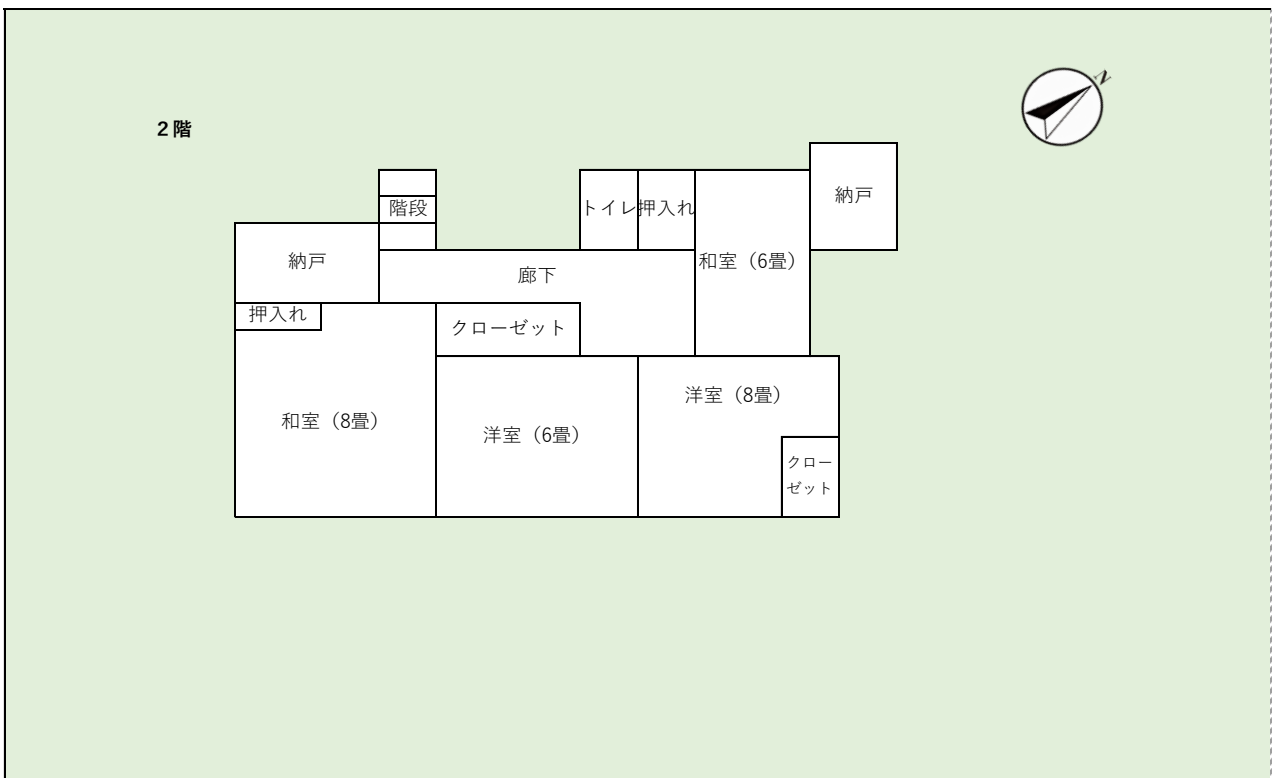 N
２階
納戸
階段
トイレ
押入れ
和室（6畳）
納戸
廊下
押入れ
クローゼット
洋室（8畳）
和室（8畳）
洋室（6畳）
クロー
ゼット